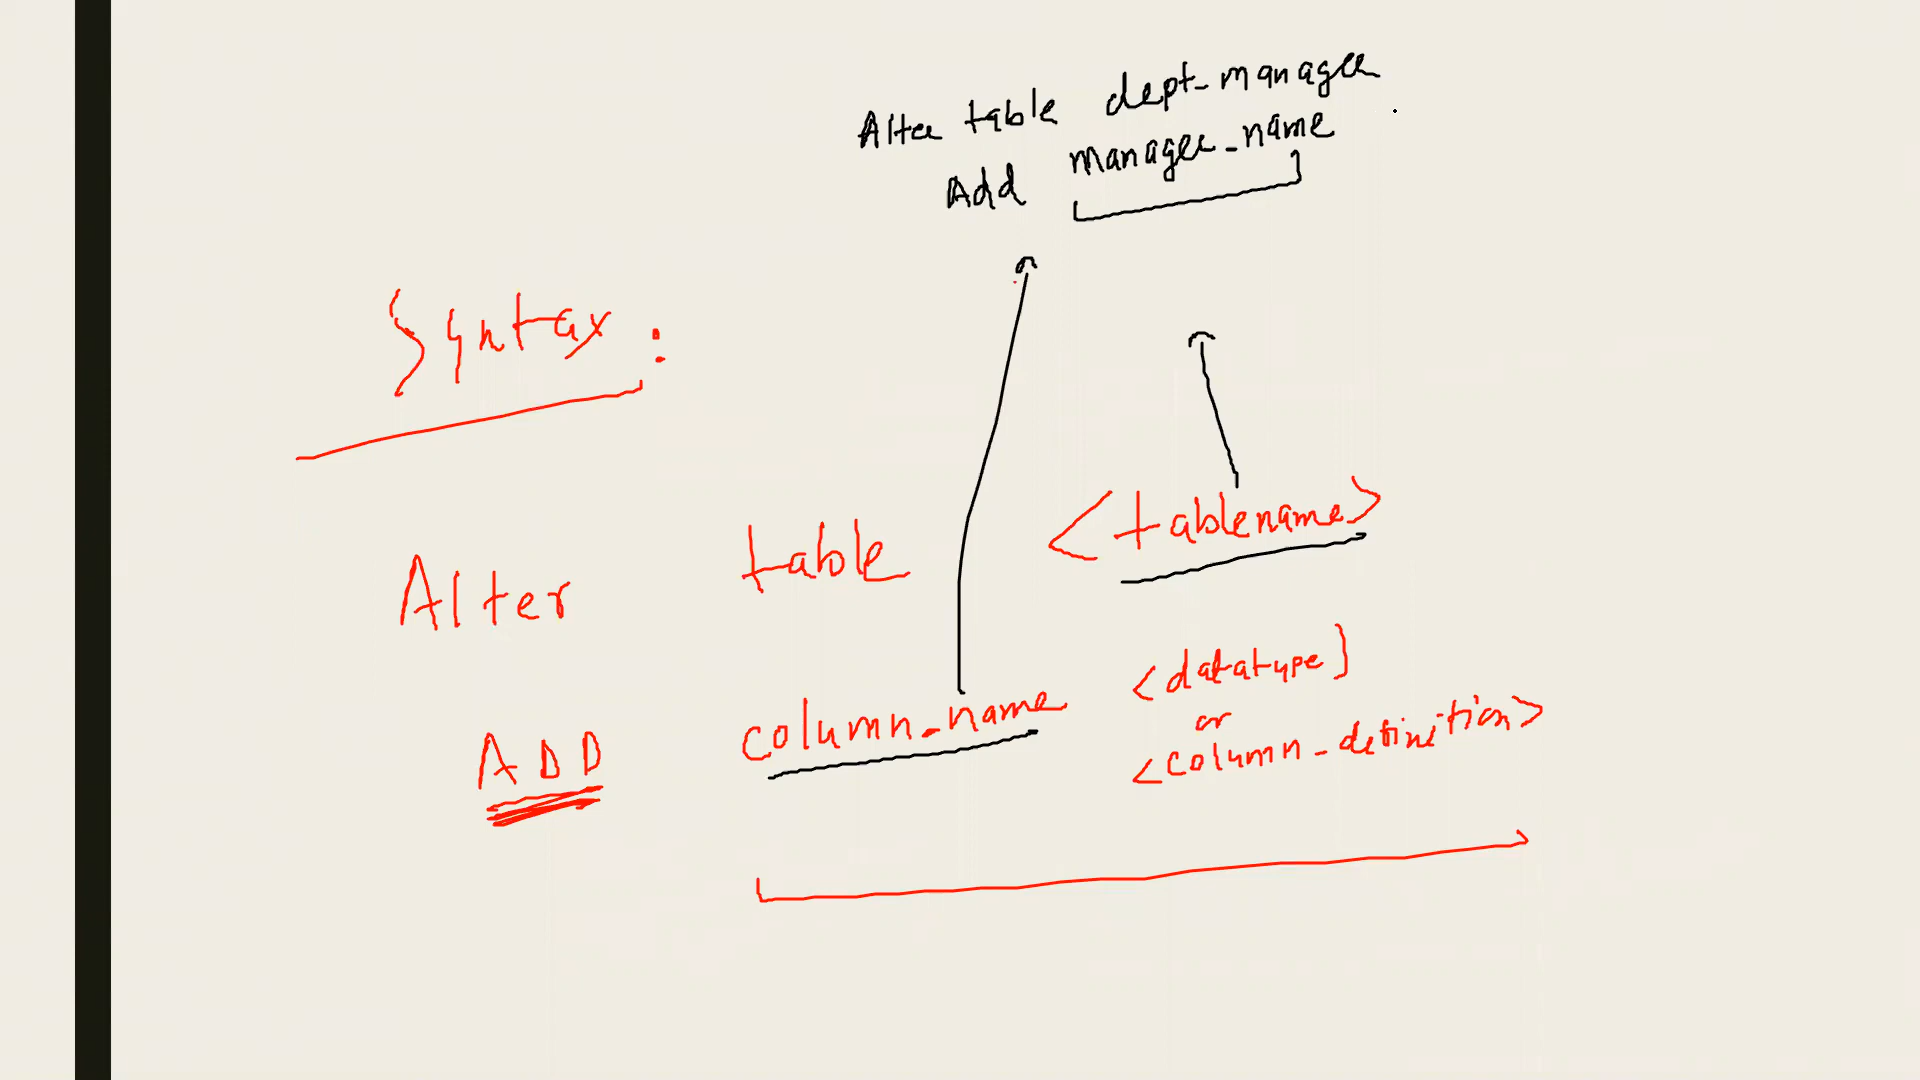 Alter table dept_manager
Add manager_name
Syntax :
Alter table <tablename>
ADD column_name <datatype]
or
<column_definition>